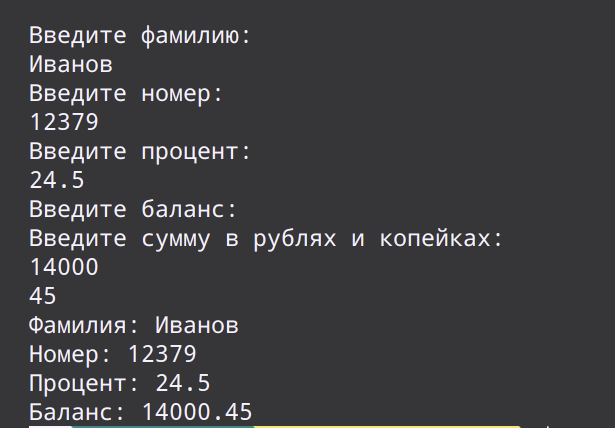 Введите фамилию:
Иванов
Введите номер:
12379
Введите процент:
24.5
Введите баланс:
Введите сумму в рублях и копейках:
14000
45
Фамилия: Иванов
Номер: 12379
Процент: 24.5
Баланс: 14000.45